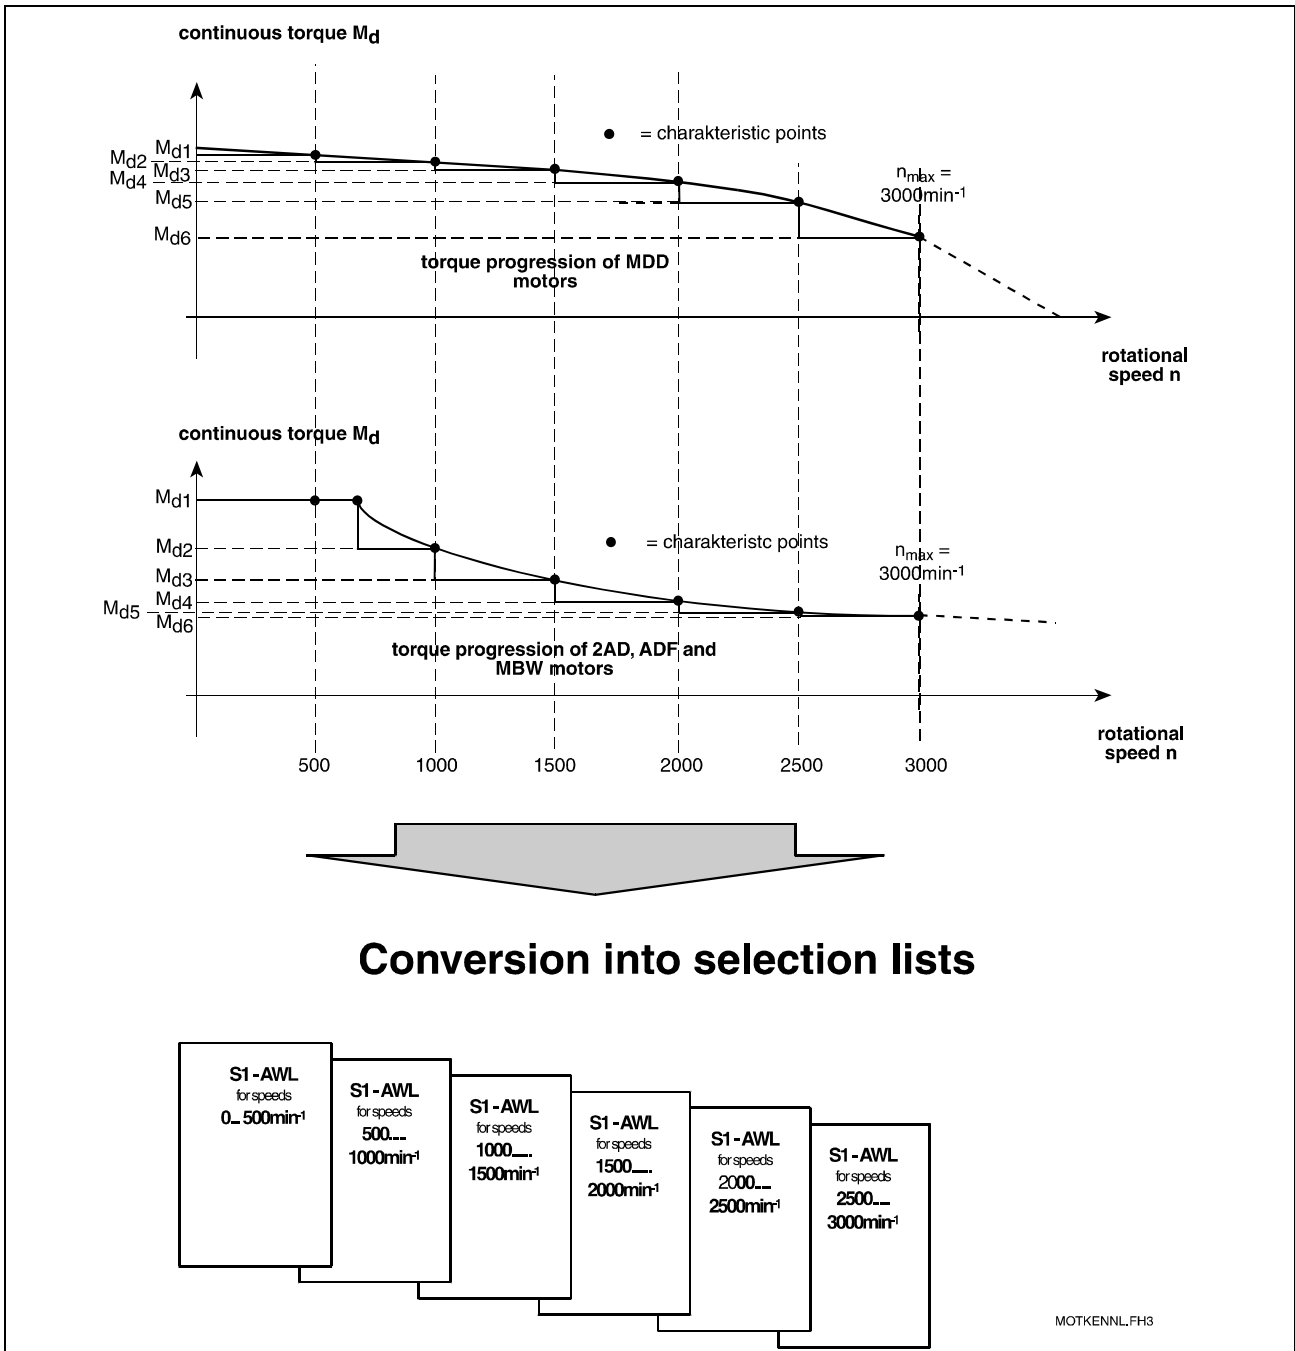 continuous torque Md
= charakteristic points
Md1
Md2
Md3
Md4
Md5
Md6
nmax =
3000min-1
torque progression of MDD
motors
rotational
speed n
continuous torque Md
Md1
= charakteristc points
Md2
nmax =
3000min-1
Md3
Md4
Md5
Md6
torque progression of 2AD, ADF and
MBW motors
rotational
speed n
500 1000 1500 2000 2500 3000
Conversion into selection lists
S1-AWL
for speeds
0... 500min-1
S1-AWL
for speeds
500....
1000min-1
S1-AWL
for speeds
1000....
1500min-1
S1-AWL
for speeds
1500....
2000min-1
S1-AWL
for speeds
2000....
2500min-1
S1-AWL
for speeds
2500....
3000min-1
MOTKENNL.FH3